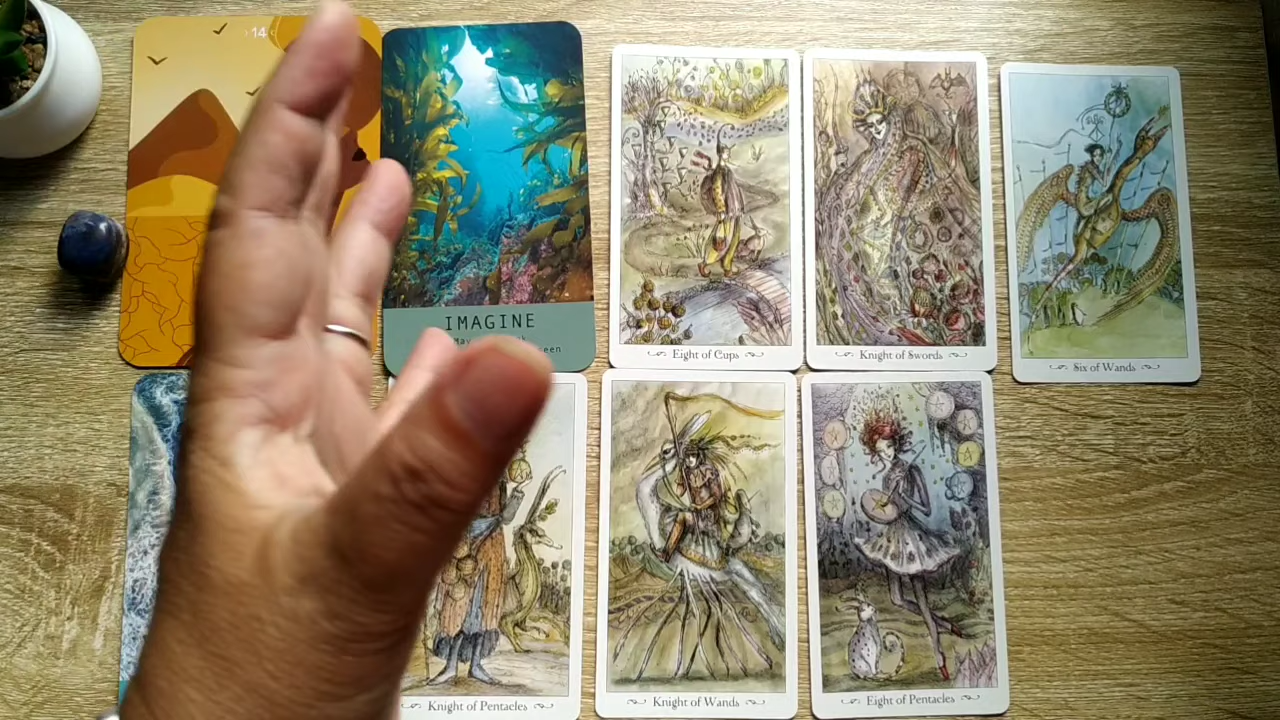 14
IMAGINE
Eight of Cups
Knight of Swords
Six of Wands
Knight of Pentacles
Knight of Wands
Eight of Pentacles